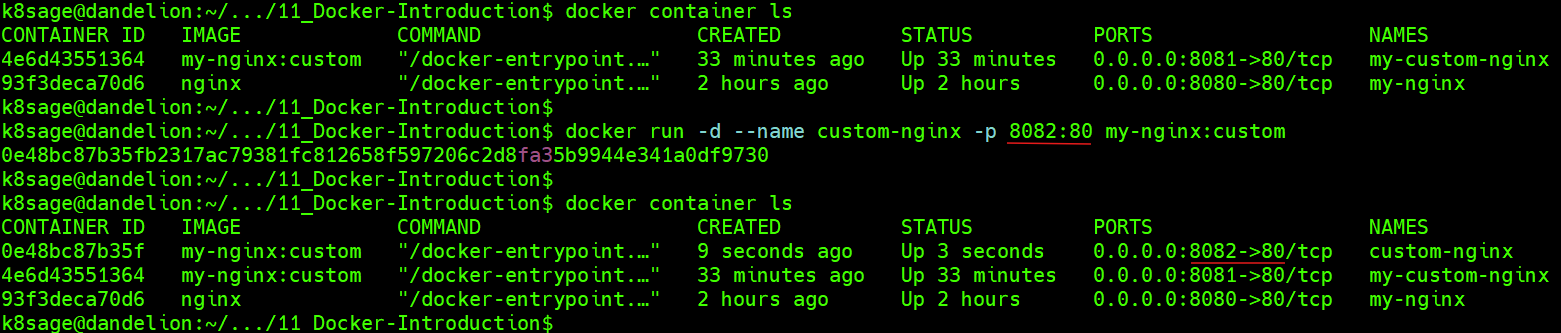 k8sage@dandelion:~/.../11_Docker-Introduction$ docker container ls
CONTAINER ID   IMAGE             COMMAND                  CREATED          STATUS          PORTS                  NAMES
4e6d43551364   my-nginx:custom   "/docker-entrypoint.…"   33 minutes ago   Up 33 minutes   0.0.0.0:8081->80/tcp   my-custom-nginx
93f3deca70d6   nginx             "/docker-entrypoint.…"   2 hours ago      Up 2 hours      0.0.0.0:8080->80/tcp   my-nginx
k8sage@dandelion:~/.../11_Docker-Introduction$
k8sage@dandelion:~/.../11_Docker-Introduction$ docker run -d --name custom-nginx -p 8082:80 my-nginx:custom
0e48bc87b35fb2317ac79381fc812658f597206c2d8fa35b9944e341a0df9730
k8sage@dandelion:~/.../11_Docker-Introduction$
k8sage@dandelion:~/.../11_Docker-Introduction$ docker container ls
CONTAINER ID   IMAGE             COMMAND                  CREATED          STATUS          PORTS                  NAMES
0e48bc87b35f   my-nginx:custom   "/docker-entrypoint.…"   9 seconds ago    Up 3 seconds    0.0.0.0:8082->80/tcp   custom-nginx
4e6d43551364   my-nginx:custom   "/docker-entrypoint.…"   33 minutes ago   Up 33 minutes   0.0.0.0:8081->80/tcp   my-custom-nginx
93f3deca70d6   nginx             "/docker-entrypoint.…"   2 hours ago      Up 2 hours      0.0.0.0:8080->80/tcp   my-nginx
k8sage@dandelion:~/.../11_Docker-Introduction$